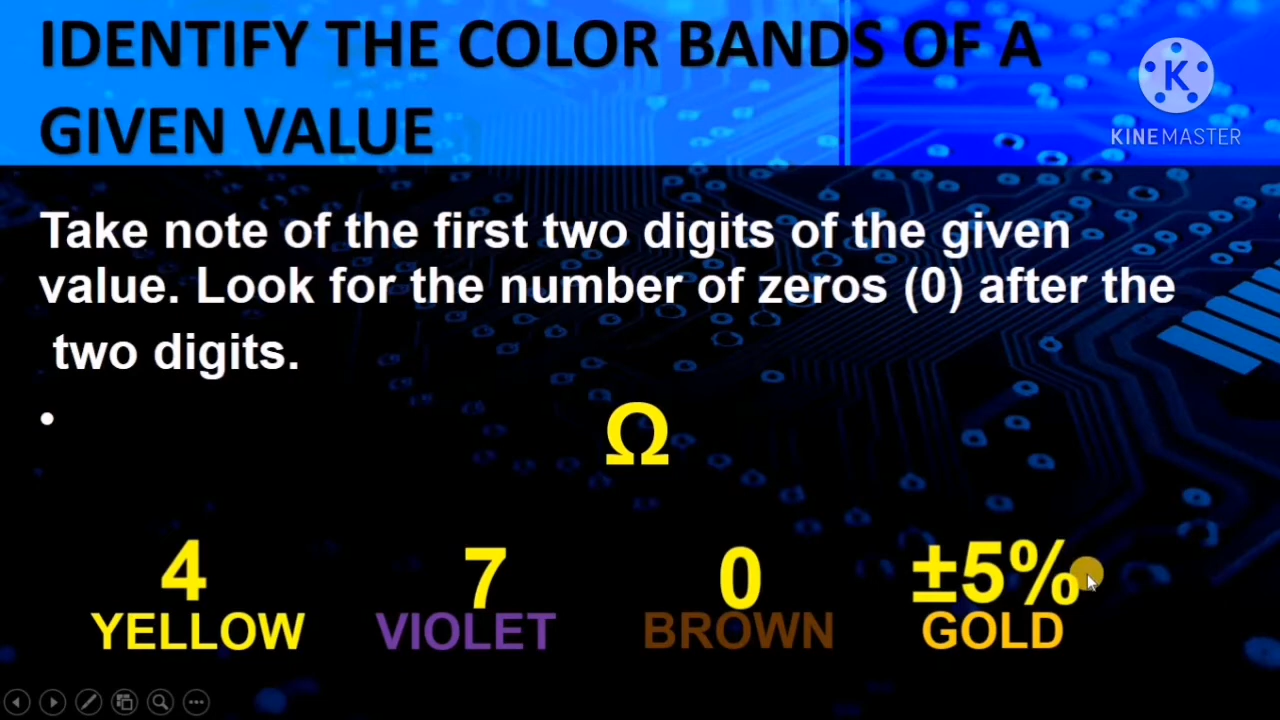 IDENTIFY THE COLOR BANDS OF A
GIVEN VALUE
K
KINEMASTER
Take note of the first two digits of the given
value. Look for the number of zeros (0) after the
two digits.
•
Ω
4 7 0 ±5%
YELLOW VIOLET BROWN GOLD